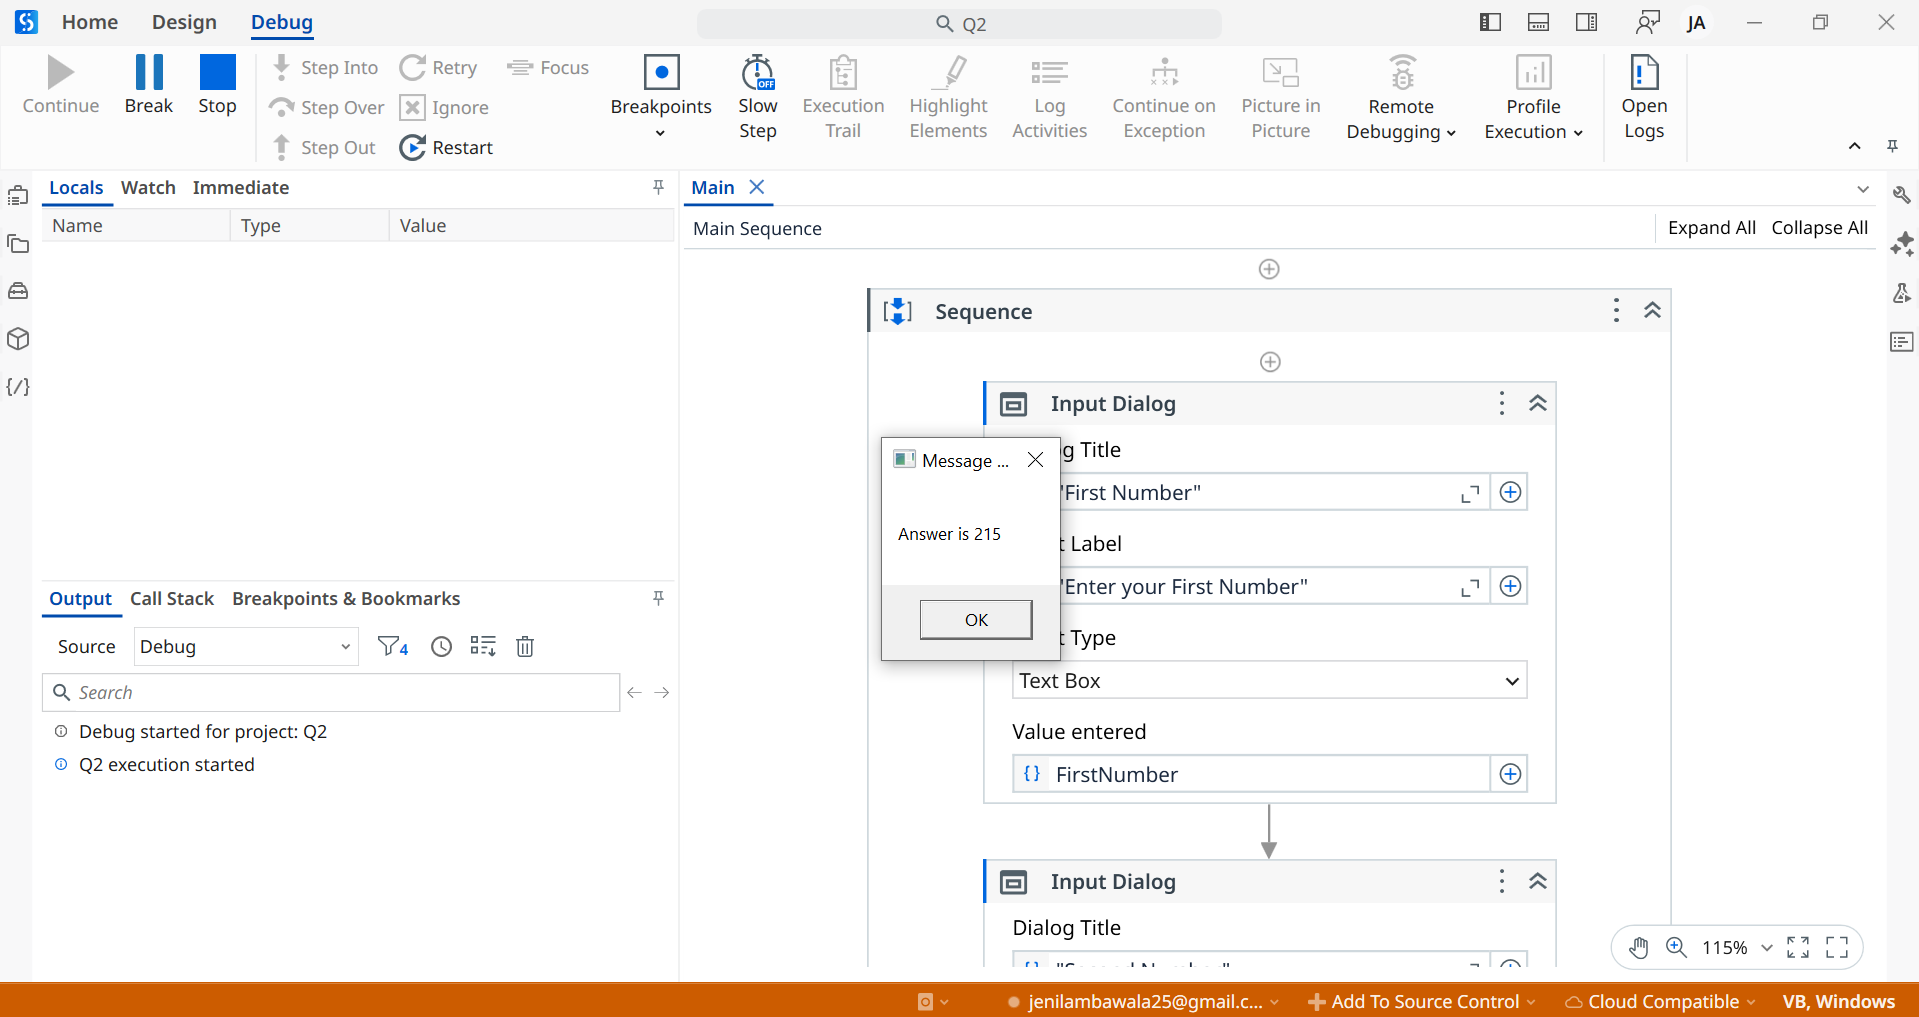 Home Design Debug
Q2
JA
Continue Break Stop
Step Into Retry Focus
Step Over Ignore
Step Out Restart
Breakpoints
Slow
Step
OFF
Execution
Trail
Highlight
Elements
Log
Activities
Continue on
Exception
Picture in
Picture
Remote
Debugging
Profile
Execution
Open
Logs
Locals Watch Immediate
Name Type Value
Main
Main Sequence
Expand All Collapse All
Sequence
Input Dialog
g Title
"First Number"
t Label
"Enter your First Number"
t Type
Text Box
Value entered
{} FirstNumber
Message ...
Answer is 215
OK
Input Dialog
Dialog Title
"Second Number"
115%
Output Call Stack Breakpoints & Bookmarks
Source Debug
4
Search
Debug started for project: Q2
Q2 execution started
jenilambawala25@gmail.c... Add To Source Control Cloud Compatible VB, Windows